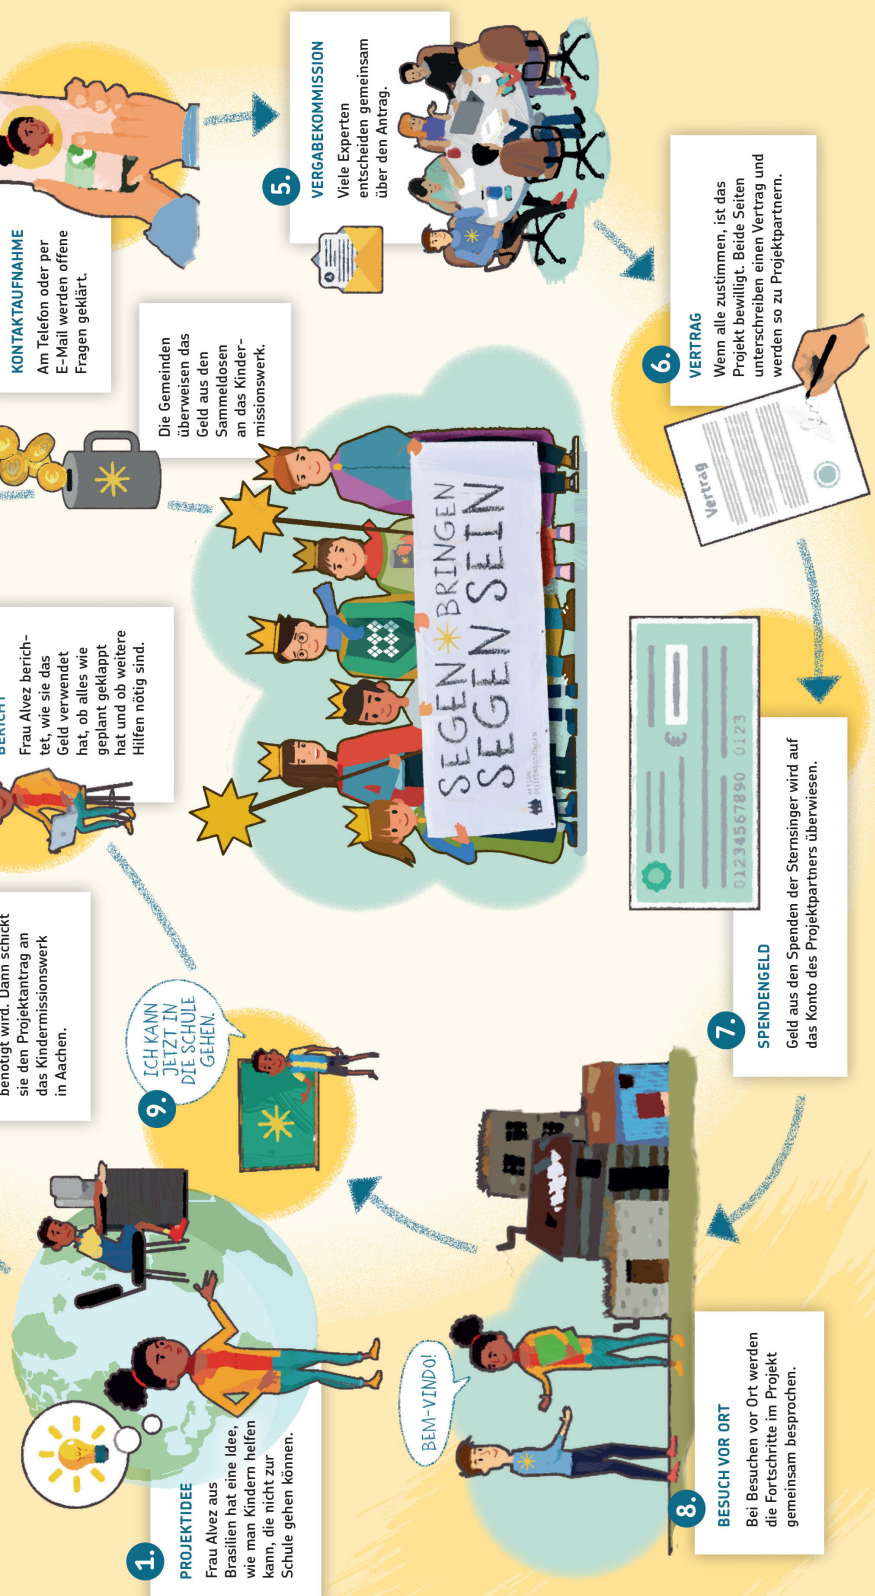 1.
PROJEKTIDEE
Frau Alvez aus
Brasilien hat eine Idee,
wie man Kindern helfen
kann, die nicht zur
Schule gehen können.
benötigt wird. Dann schickt
sie den Projektantrag an
das Kindermissionswerk
in Aachen.
BERICHT
Frau Alvez berich-
tet, wie sie das
Geld verwendet
hat, ob alles wie
geplant geklappt
hat und ob weitere
Hilfen nötig sind.
KONTAKTAUFNAHME
Am Telefon oder per
E-Mail werden offene
Fragen geklärt.
Die Gemeinden
überweisen das
Geld aus den
Sammeldosen
an das Kinder-
missionswerk.
5.
VERGABEKOMMISSION
Viele Experten
entscheiden gemeinsam
über den Antrag.
9.
ICH KANN
JETZT IN
DIE SCHULE
GEHEN.
SEGEN BRINGEN
SEGEN SEIN
AKTION
DREIKÖNIGSSINGEN
6.
VERTRAG
Wenn alle zustimmen, ist das
Projekt bewilligt. Beide Seiten
unterschreiben einen Vertrag und
werden so zu Projektpartnern.
Vertrag
€
01234567890 0123
7.
SPENDENGELD
Geld aus den Spenden der Sternsinger wird auf
das Konto des Projektpartners überwiesen.
BEM-VINDO!
8.
BESUCH VOR ORT
Bei Besuchen vor Ort werden
die Fortschritte im Projekt
gemeinsam besprochen.